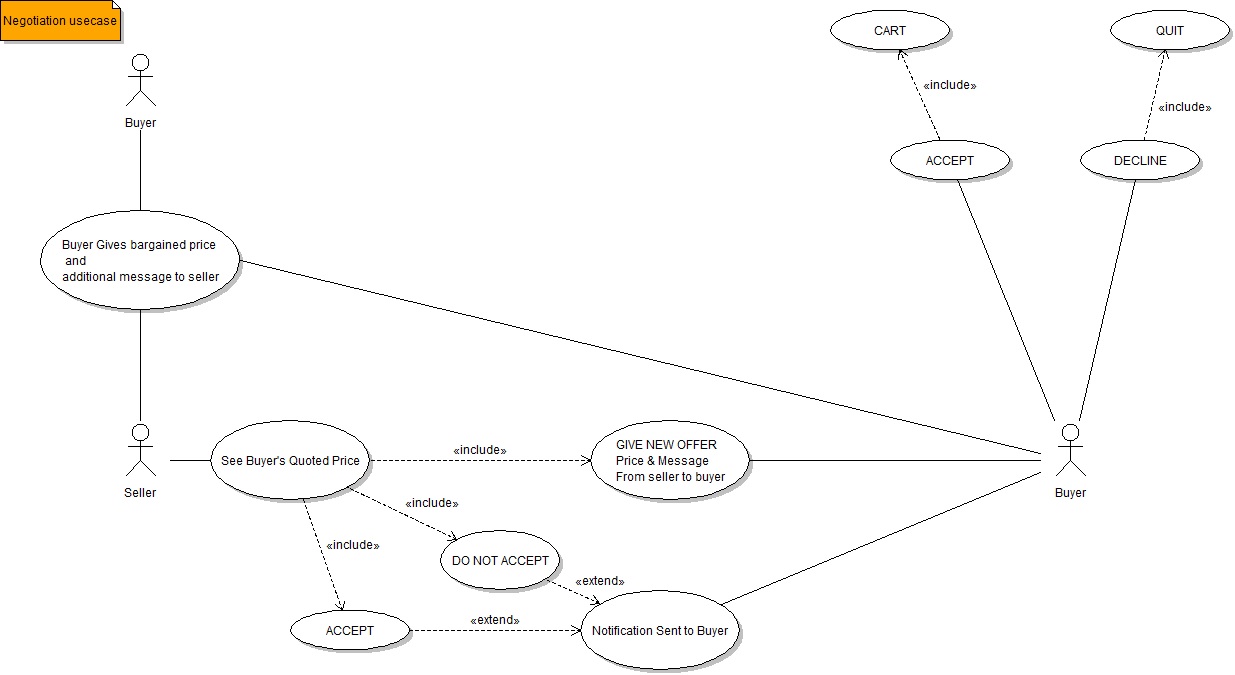 Negotiation usecase
CART
QUIT
«include»
«include»
Buyer
ACCEPT
DECLINE
Buyer Gives bargained price
and
additional message to seller
Seller
See Buyer's Quoted Price
«include»
GIVE NEW OFFER
Price & Message
From seller to buyer
Buyer
«include»
«include»
DO NOT ACCEPT
«extend»
ACCEPT
«extend»
Notification Sent to Buyer